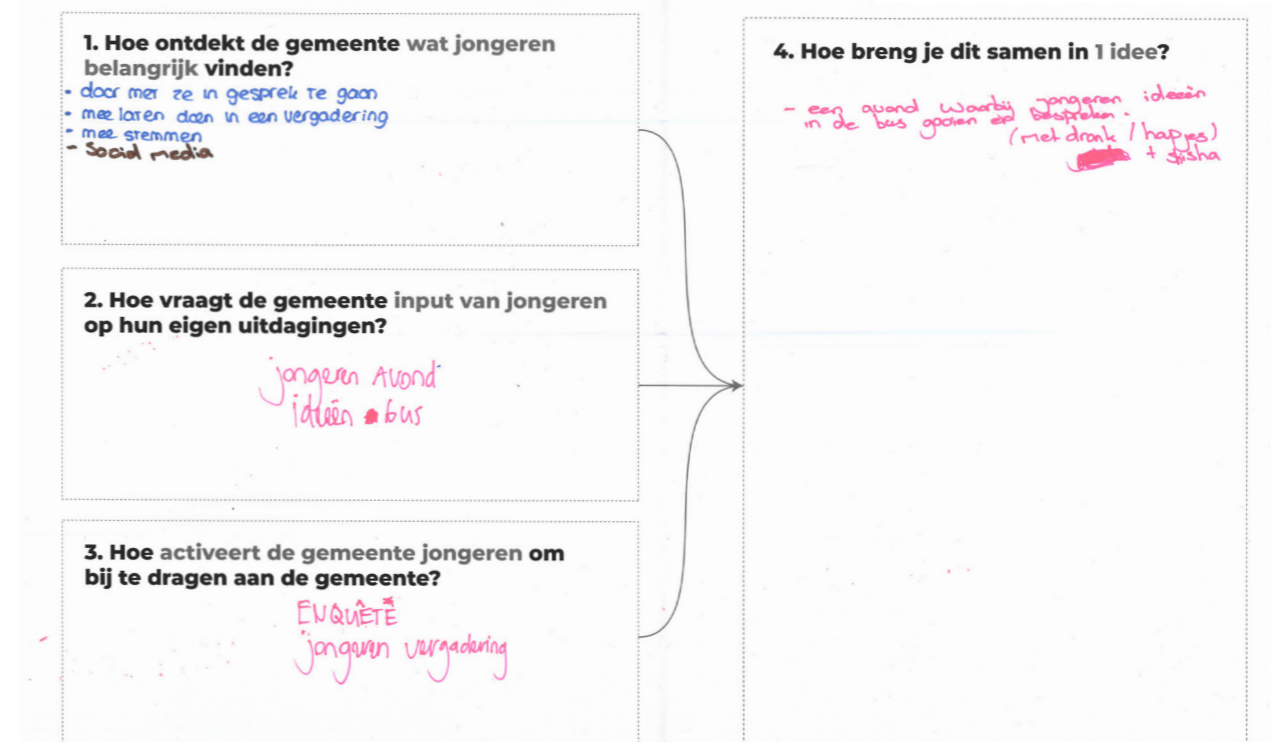 1. Hoe ontdekt de gemeente wat jongeren
belangrijk vinden?
- door met ze in gesprek te gaan
- mee laten doen in een vergadering
- mee stemmen
- Social media
2. Hoe vraagt de gemeente input van jongeren
op hun eigen uitdagingen?
jongeren Avond
ideeën bus
3. Hoe activeert de gemeente jongeren om
bij te dragen aan de gemeente?
ENQUÊTE
jongeren vergadering
4. Hoe breng je dit samen in 1 idee?
- een avond waarbij jongeren ideeën
in de bus gooien en bespreken.
(met drank / hapjes)
+ shisha